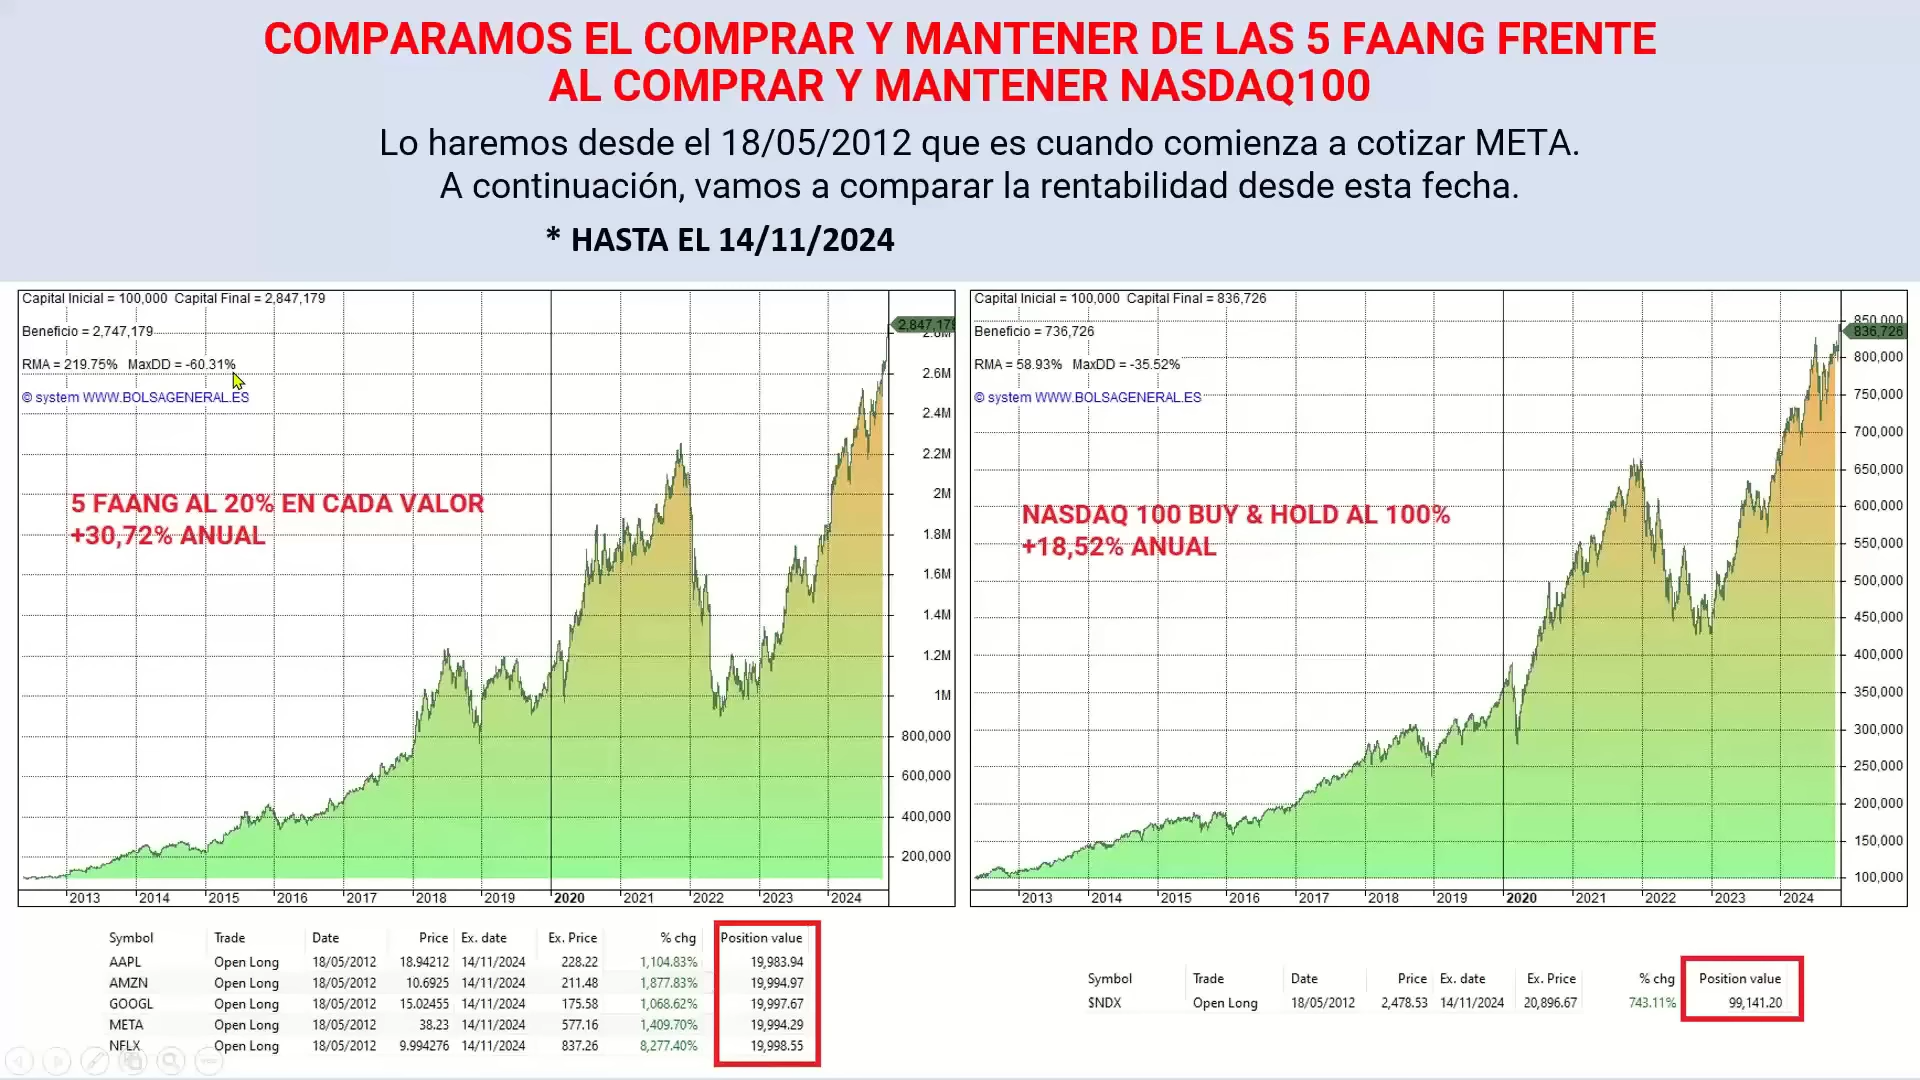 COMPARAMOS EL COMPRAR Y MANTENER DE LAS 5 FAANG FRENTE
AL COMPRAR Y MANTENER NASDAQ100
Lo haremos desde el 18/05/2012 que es cuando comienza a cotizar META.
A continuación, vamos a comparar la rentabilidad desde esta fecha.
* HASTA EL 14/11/2024
Capital Inicial = 100,000 Capital Final = 2,847,179
Beneficio = 2,747,179
RMA = 219.75% MaxDD = -60.31%
© system WWW.BOLSAGENERAL.ES
5 FAANG AL 20% EN CADA VALOR
+30,72% ANUAL
2,847,179
2.6M
2.4M
2.2M
2M
1.8M
1.6M
1.4M
1.2M
1M
800,000
600,000
400,000
200,000
2013 2014 2015 2016 2017 2018 2019 2020 2021 2022 2023 2024
Capital Inicial = 100,000 Capital Final = 836,726
Beneficio = 736,726
RMA = 58.93% MaxDD = -35.52%
© system WWW.BOLSAGENERAL.ES
NASDAQ 100 BUY & HOLD AL 100%
+18,52% ANUAL
850,000
836,726
800,000
750,000
700,000
650,000
600,000
550,000
500,000
450,000
400,000
350,000
300,000
250,000
200,000
150,000
100,000
2013 2014 2015 2016 2017 2018 2019 2020 2021 2022 2023 2024
Symbol Trade Date Price Ex. date Ex. Price % chg Position value
AAPL Open Long 18/05/2012 18.94212 14/11/2024 228.22 1,104.83% 19,983.94
AMZN Open Long 18/05/2012 10.6925 14/11/2024 211.48 1,877.83% 19,994.97
GOOGL Open Long 18/05/2012 15.02455 14/11/2024 175.58 1,068.62% 19,997.67
META Open Long 18/05/2012 38.23 14/11/2024 577.16 1,409.70% 19,994.29
NFLX Open Long 18/05/2012 9.994276 14/11/2024 837.26 8,277.40% 19,998.55
Symbol Trade Date Price Ex. date Ex. Price % chg Position value
$NDX Open Long 18/05/2012 2,478.53 14/11/2024 20,896.67 743.11% 99,141.20